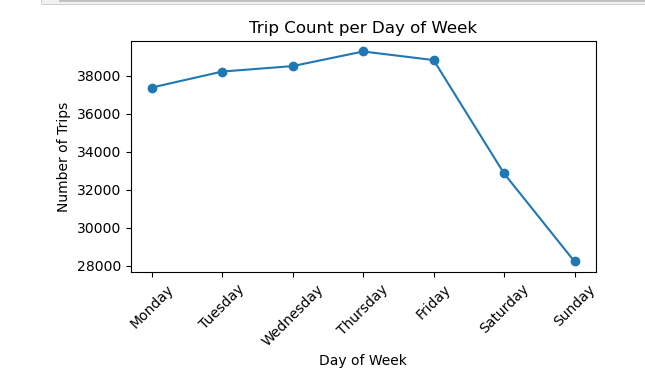 Trip Count per Day of Week
Number of Trips
38000
36000
34000
32000
30000
28000
Monday
Tuesday
Wednesday
Thursday
Friday
Saturday
Sunday
Day of Week